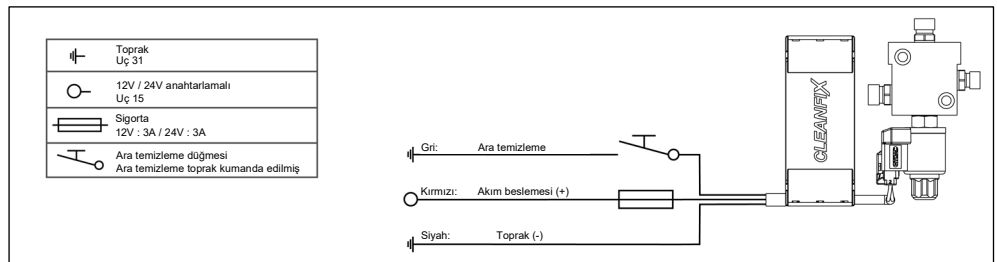 Toprak
Uç 31
12V / 24V anahtarlamalı
Uç 15
Sigorta
12V : 3A / 24V : 3A
Ara temizleme düğmesi
Ara temizleme toprak kumanda edilmiş
Gri: Ara temizleme
Kırmızı: Akım beslemesi (+)
Siyah: Toprak (-)
CLEANFIX